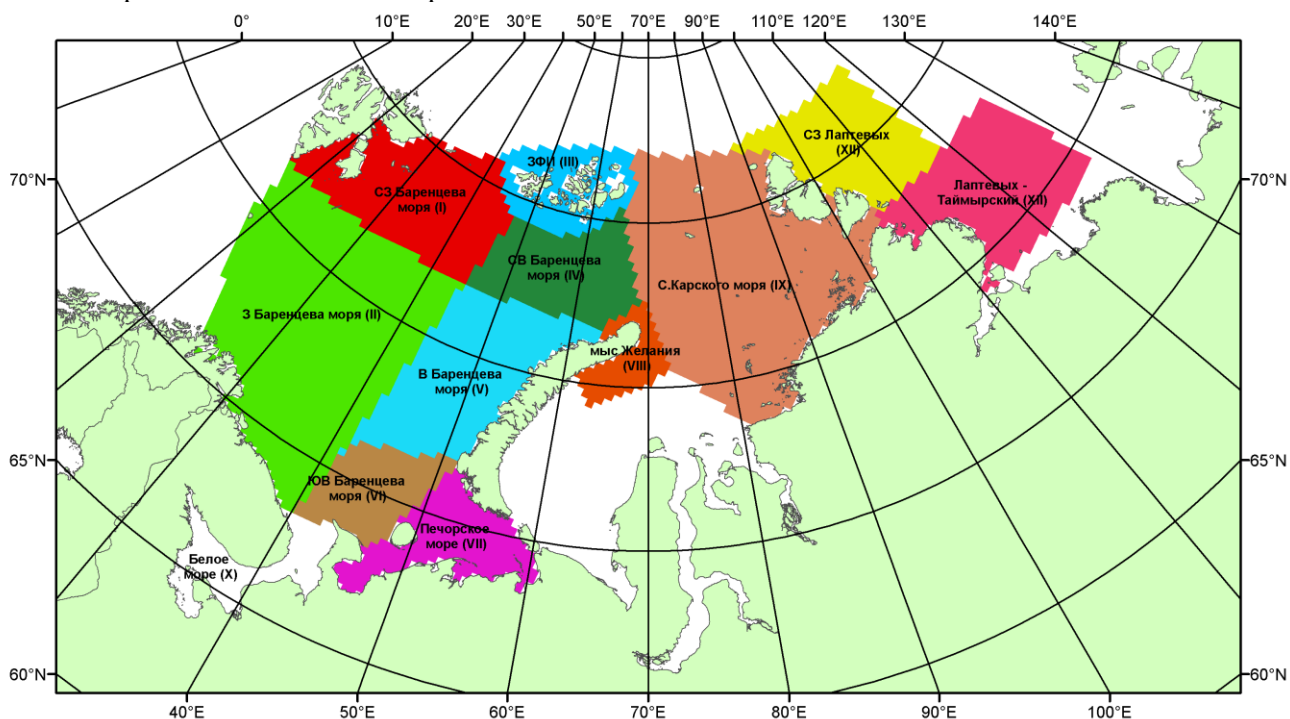 0° 10°E 20°E 30°E 50°E 70°E 90°E 110°E 120°E 130°E 140°E
СЗ Лаптевых
(XII)
ЗФИ (III)
70°N
70°N
СЗ Баренцева
моря (I)
Лаптевых -
Таймырский (XII)
СВ Баренцева
моря (IV)
С.Карского моря (IX)
З Баренцева моря (II)
мыс Желания
(VIII)
В Баренцева
моря (V)
65°N
65°N
ЮВ Баренцева
моря (VI)
Печорское
море (VII)
Белое
море (X)
60°N
60°N
40°E 50°E 60°E 70°E 80°E 90°E 100°E